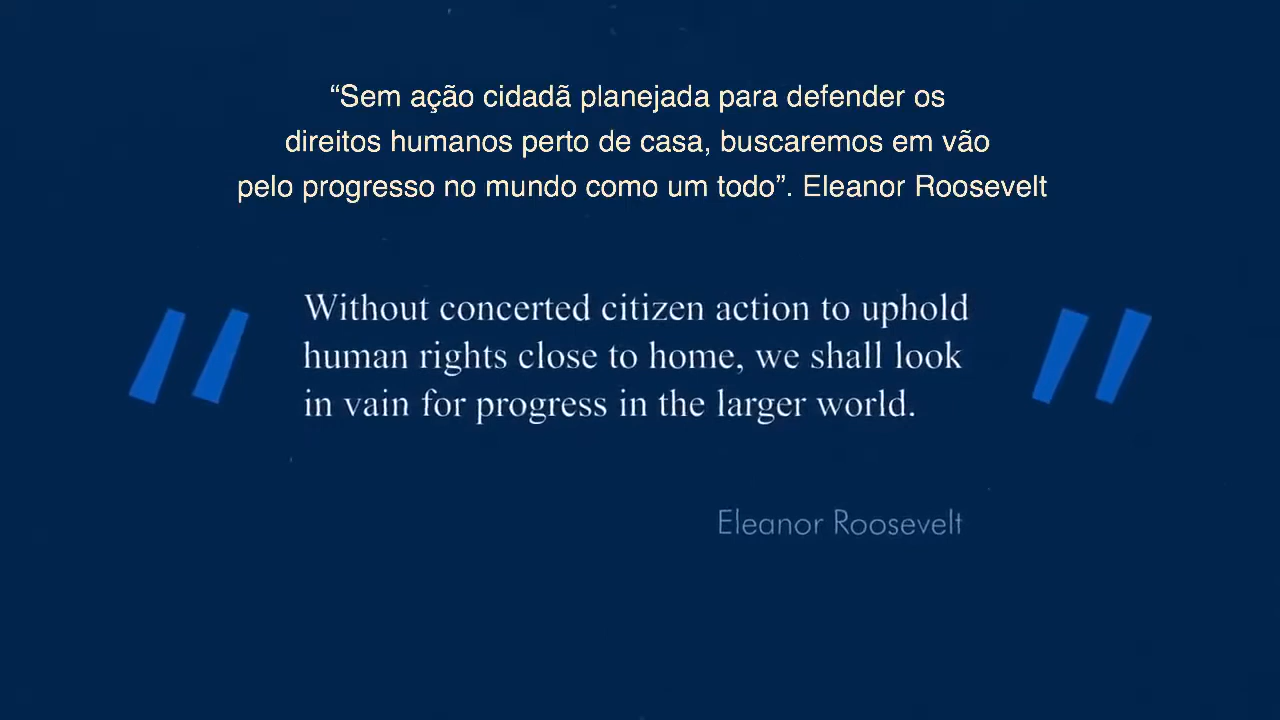 “Sem ação cidadã planejada para defender os
direitos humanos perto de casa, buscaremos em vão
pelo progresso no mundo como um todo”. Eleanor Roosevelt
" Without concerted citizen action to uphold
human rights close to home, we shall look
in vain for progress in the larger world. "
Eleanor Roosevelt